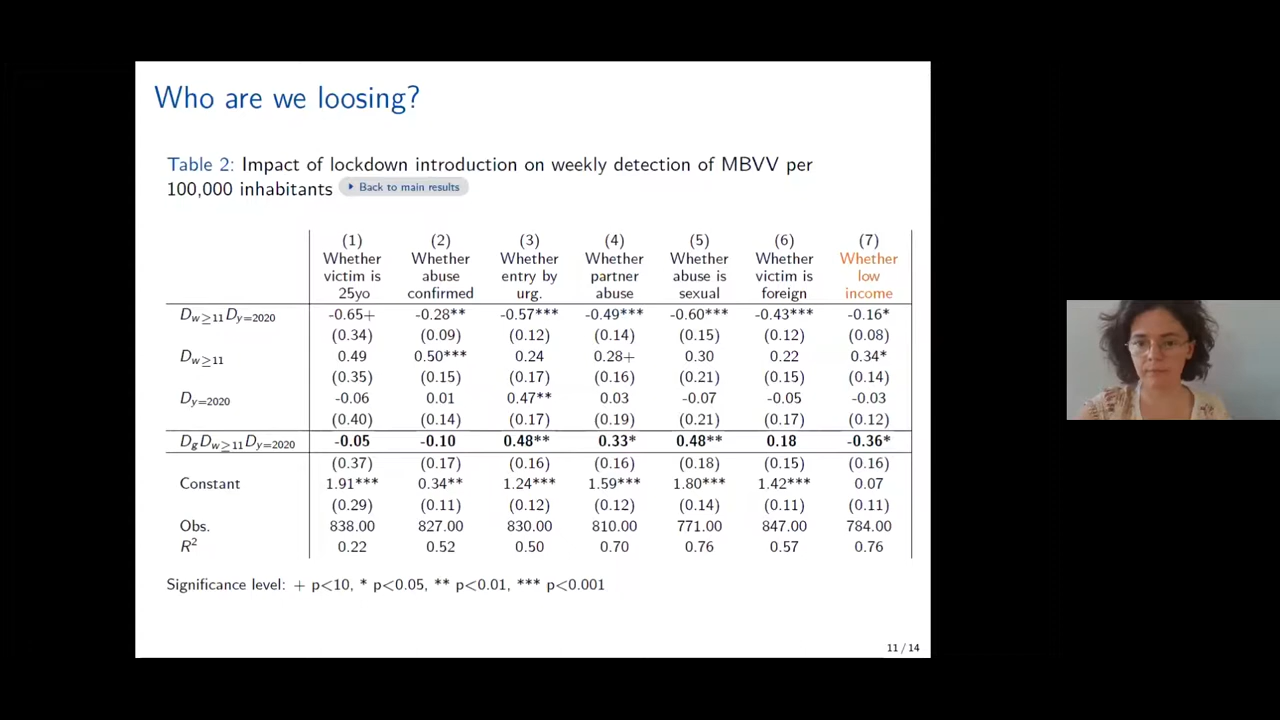 Who are we loosing?
Table 2: Impact of lockdown introduction on weekly detection of MBVV per
100,000 inhabitants Back to main results
(1) (2) (3) (4) (5) (6) (7)
Whether Whether Whether Whether Whether Whether Whether
victim is abuse entry by partner abuse is victim is low
25yo confirmed urg. abuse sexual foreign income
Dw≥11Dy=2020 -0.65+ -0.28** -0.57*** -0.49*** -0.60*** -0.43*** -0.16*
(0.34) (0.09) (0.12) (0.14) (0.15) (0.12) (0.08)
Dw≥11 0.49 0.50*** 0.24 0.28+ 0.30 0.22 0.34*
(0.35) (0.15) (0.17) (0.16) (0.21) (0.15) (0.14)
Dy=2020 -0.06 0.01 0.47** 0.03 -0.07 -0.05 -0.03
(0.40) (0.14) (0.17) (0.19) (0.21) (0.17) (0.12)
DgDw≥11Dy=2020 -0.05 -0.10 0.48** 0.33* 0.48** 0.18 -0.36*
(0.37) (0.17) (0.16) (0.16) (0.18) (0.15) (0.16)
Constant 1.91*** 0.34** 1.24*** 1.59*** 1.80*** 1.42*** 0.07
(0.29) (0.11) (0.12) (0.12) (0.14) (0.11) (0.11)
Obs. 838.00 827.00 830.00 810.00 771.00 847.00 784.00
R2 0.22 0.52 0.50 0.70 0.76 0.57 0.76
Significance level: + p<10, * p<0.05, ** p<0.01, *** p<0.001
11 / 14